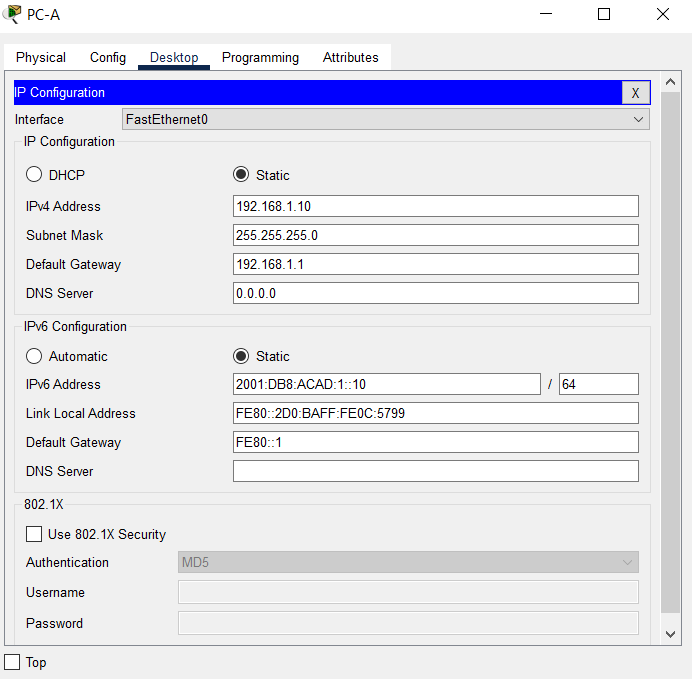 PC-A
Physical Config Desktop Programming Attributes
IP Configuration X
Interface FastEthernet0
IP Configuration
DHCP Static
IPv4 Address 192.168.1.10
Subnet Mask 255.255.255.0
Default Gateway 192.168.1.1
DNS Server 0.0.0.0
IPv6 Configuration
Automatic Static
IPv6 Address 2001:DB8:ACAD:1::10 / 64
Link Local Address FE80::2D0:BAFF:FE0C:5799
Default Gateway FE80::1
DNS Server
802.1X
Use 802.1X Security
Authentication MD5
Username
Password
Top